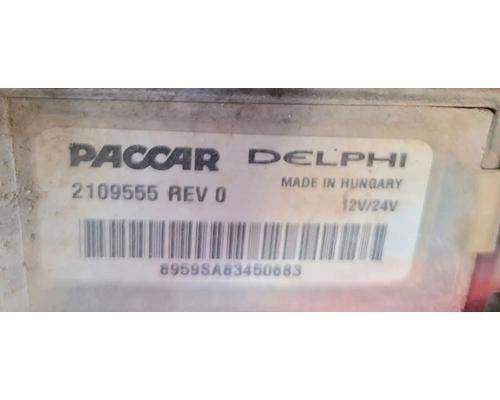 PACCAR DELPHI
2109555 REV 0 MADE IN HUNGARY
12V/24V
8959SA83450683